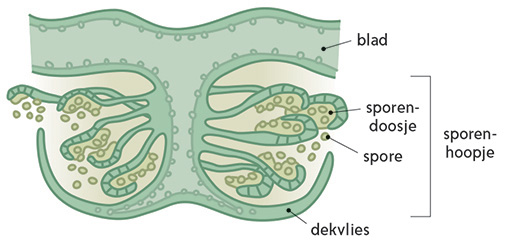 blad
sporen-
doosje
sporen-
hoopje
spore
dekvlies